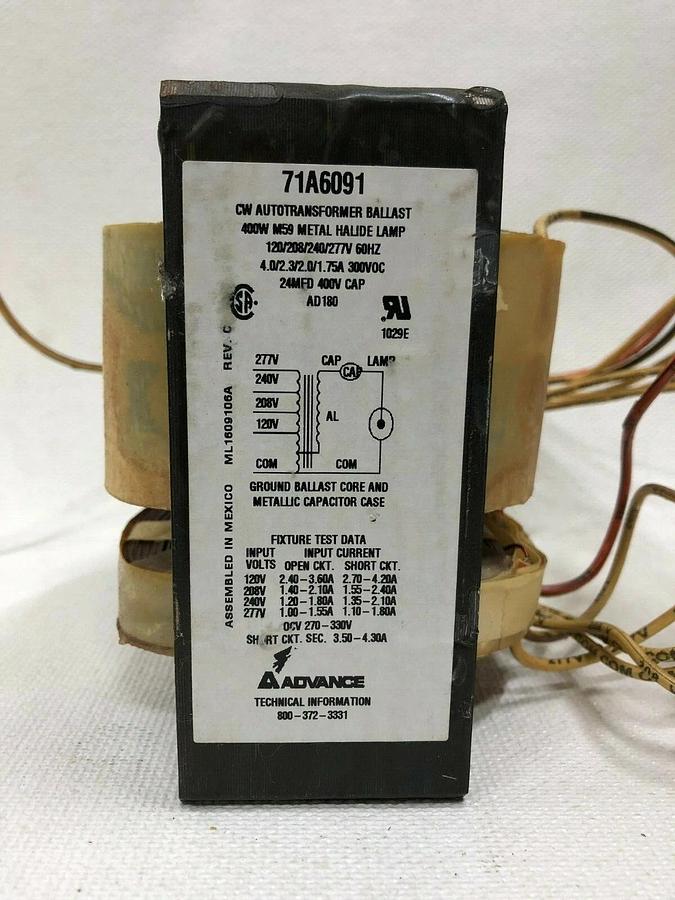 71A6091
CW AUTOTRANSFORMER BALLAST
400W M59 METAL HALIDE LAMP
120/208/240/277V 60HZ
4.0/2.3/2.0/1.75A 300VOC
24MFD 400V CAP
AD180
SA
RU
1029E
ASSEMBLED IN MEXICO ML1609106A REV. C
277V CAP LAMP
CAP
240V
208V
AL
120V
COM COM
GROUND BALLAST CORE AND
METALLIC CAPACITOR CASE
FIXTURE TEST DATA
INPUT INPUT CURRENT
VOLTS OPEN CKT. SHORT CKT.
120V 2.40-3.60A 2.70-4.20A
208V 1.40-2.10A 1.55-2.40A
240V 1.20-1.80A 1.35-2.10A
277V 1.00-1.55A 1.10-1.80A
OCV 270-330V
SHORT CKT. SEC. 3.50-4.30A
ADVANCE
TECHNICAL INFORMATION
800-372-3331
277V
COM